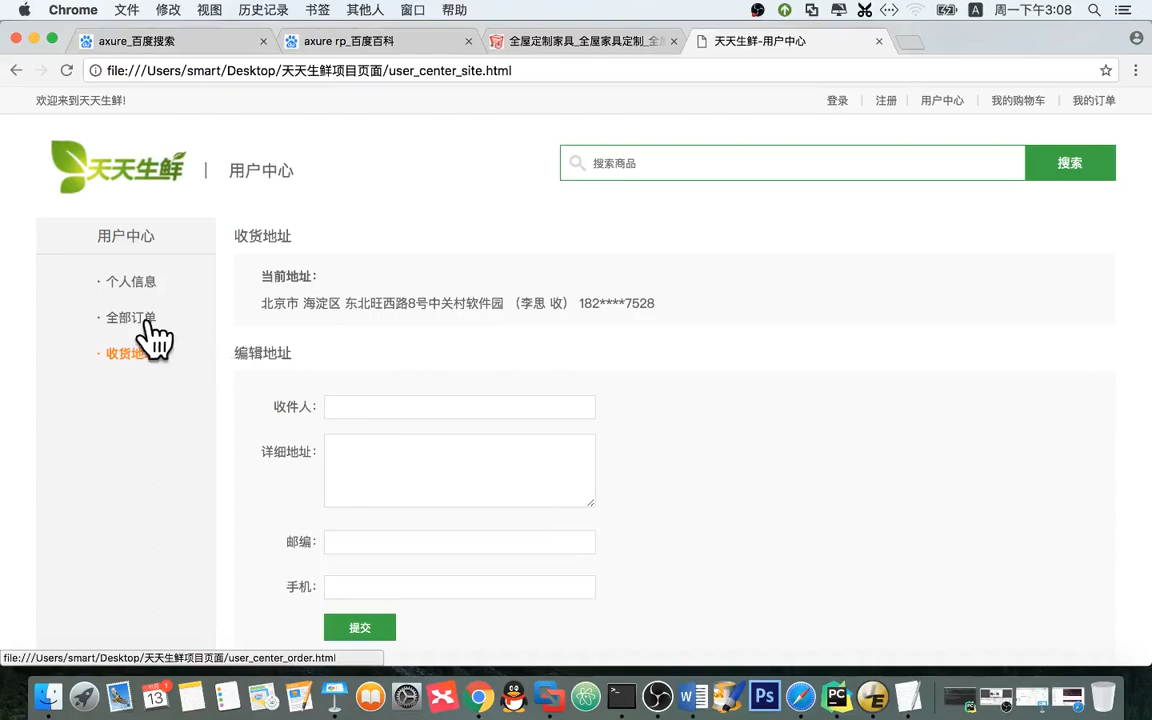 Chrome 文件 修改 视图 历史记录 书签 其他人 窗口 帮助 A 周一下午3:08
axure_百度搜索 axure rp_百度百科 全屋定制家具_全屋家具定制_全 天天生鲜-用户中心
file:///Users/smart/Desktop/天天生鲜项目页面/user_center_site.html
欢迎来到天天生鲜! 登录 | 注册 | 用户中心 | 我的购物车 | 我的订单
天天生鲜 | 用户中心 搜索商品 搜索
用户中心
· 个人信息
· 全部订单
· 收货地
收货地址
当前地址：
北京市 海淀区 东北旺西路8号中关村软件园 （李思 收） 182****7528
编辑地址
收件人：
详细地址：
邮编：
手机：
提交
file:///Users/smart/Desktop/天天生鲜项目页面/user_center_order.html
13 1 W Ps PC